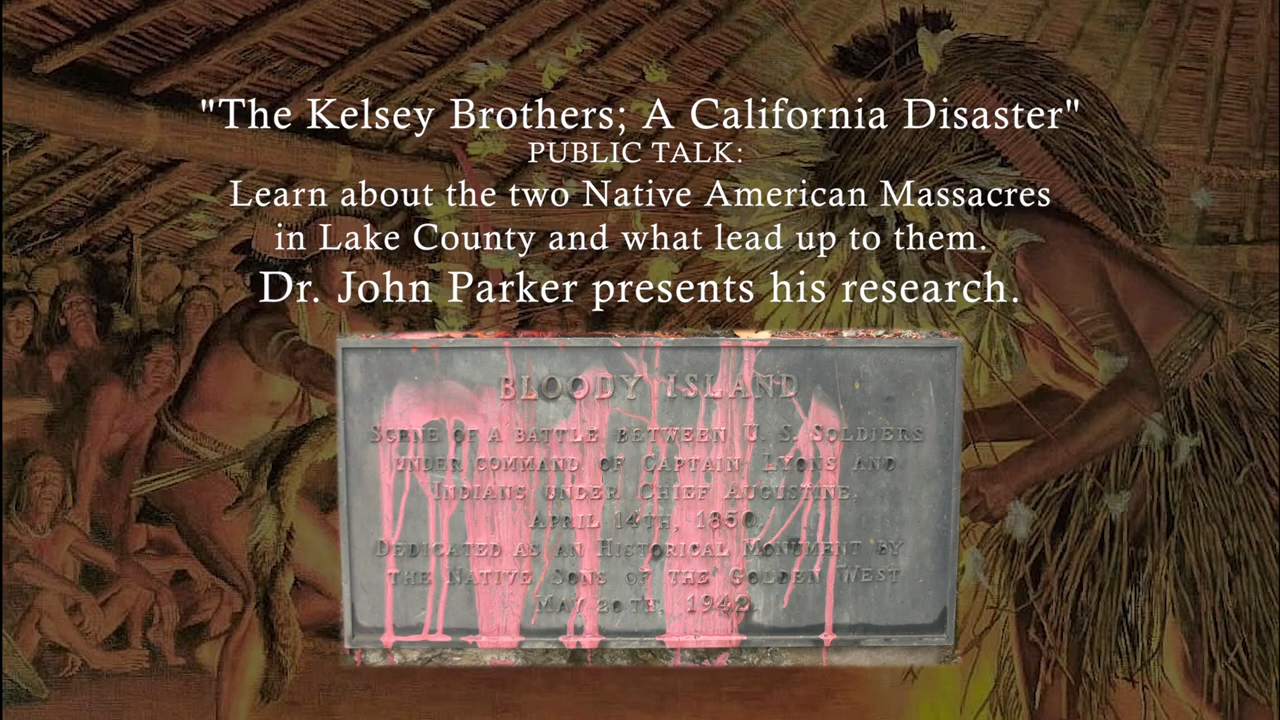 "The Kelsey Brothers; A California Disaster"
PUBLIC TALK:
Learn about the two Native American Massacres
in Lake County and what lead up to them.
Dr. John Parker presents his research.
BLOODY ISLAND
SCENE OF A BATTLE BETWEEN U. S. SOLDIERS
UNDER COMMAND OF CAPTAIN LYONS AND
INDIANS UNDER CHIEF AUGUSTINE.
APRIL 14TH, 1850.
DEDICATED AS AN HISTORICAL MONUMENT BY
THE NATIVE SONS OF THE GOLDEN WEST
MAY 20TH, 1942.